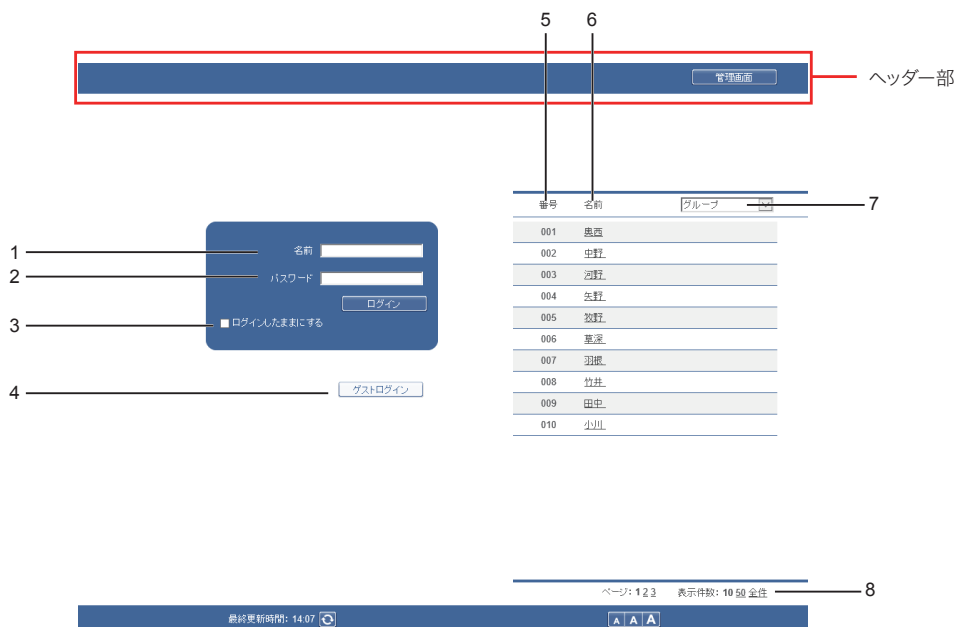 5 6
管理画面 ヘッダー部
番号 名前 グループ 7
1 名前
2 パスワード
ログイン
3 ログインしたままにする
4 ゲストログイン
001 奥西
002 中野
003 河野
004 矢野
005 牧野
006 草深
007 羽根
008 竹井
009 田中
010 小川
ページ: 1 2 3 表示件数: 10 50 全件 8
最終更新時間: 14:07 A A A